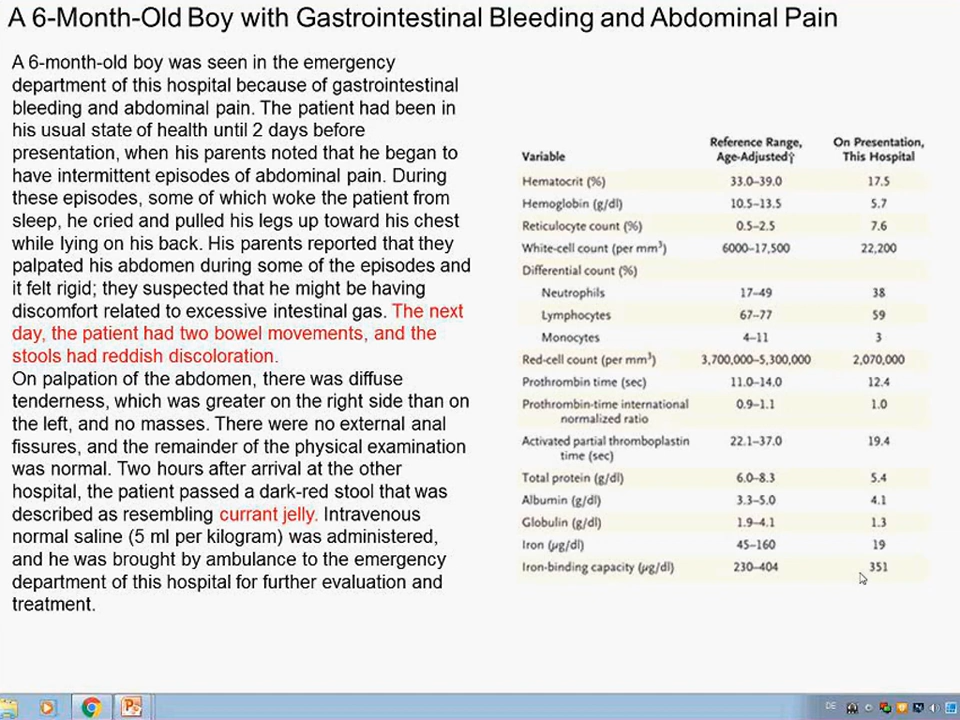 A 6-Month-Old Boy with Gastrointestinal Bleeding and Abdominal Pain
A 6-month-old boy was seen in the emergency
department of this hospital because of gastrointestinal
bleeding and abdominal pain. The patient had been in
his usual state of health until 2 days before
presentation, when his parents noted that he began to
have intermittent episodes of abdominal pain. During
these episodes, some of which woke the patient from
sleep, he cried and pulled his legs up toward his chest
while lying on his back. His parents reported that they
palpated his abdomen during some of the episodes and
it felt rigid; they suspected that he might be having
discomfort related to excessive intestinal gas. The next
day, the patient had two bowel movements, and the
stools had reddish discoloration.
On palpation of the abdomen, there was diffuse
tenderness, which was greater on the right side than on
the left, and no masses. There were no external anal
fissures, and the remainder of the physical examination
was normal. Two hours after arrival at the other
hospital, the patient passed a dark-red stool that was
described as resembling currant jelly. Intravenous
normal saline (5 ml per kilogram) was administered,
and he was brought by ambulance to the emergency
department of this hospital for further evaluation and
treatment.
Variable Reference Range, Age-Adjusted† On Presentation, This Hospital
Hematocrit (%) 33.0–39.0 17.5
Hemoglobin (g/dl) 10.5–13.5 5.7
Reticulocyte count (%) 0.5–2.5 7.6
White-cell count (per mm³) 6000–17,500 22,200
Differential count (%)
Neutrophils 17–49 38
Lymphocytes 67–77 59
Monocytes 4–11 3
Red-cell count (per mm³) 3,700,000–5,300,000 2,070,000
Prothrombin time (sec) 11.0–14.0 12.4
Prothrombin-time international normalized ratio 0.9–1.1 1.0
Activated partial thromboplastin time (sec) 22.1–37.0 19.4
Total protein (g/dl) 6.0–8.3 5.4
Albumin (g/dl) 3.3–5.0 4.1
Globulin (g/dl) 1.9–4.1 1.3
Iron (μg/dl) 45–160 19
Iron-binding capacity (μg/dl) 230–404 351
DE